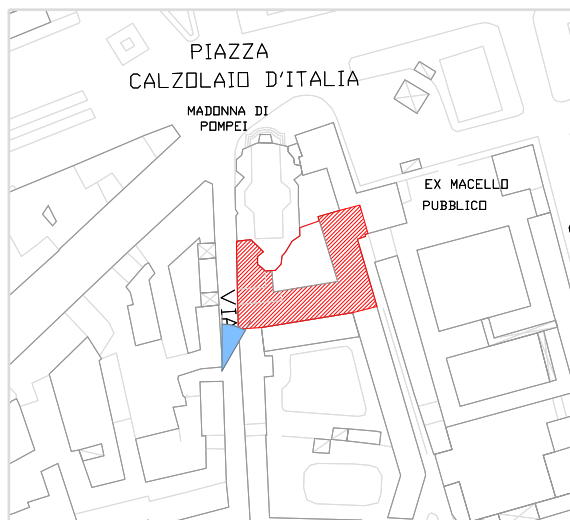 PIAZZA
CALZOLAIO D'ITALIA
MADONNA DI
POMPEI
EX MACELLO
PUBBLICO
VIA